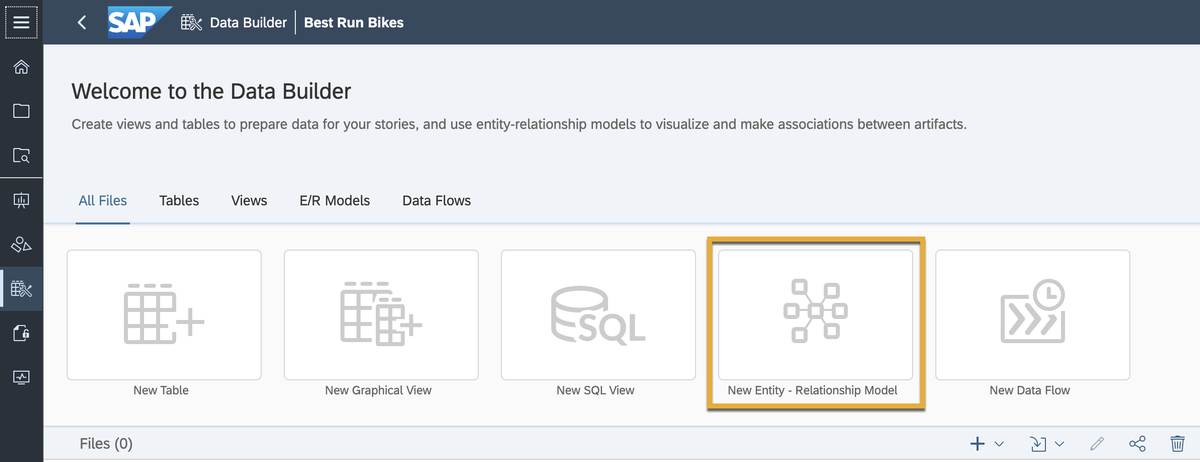 SAP Data Builder Best Run Bikes
Welcome to the Data Builder
Create views and tables to prepare data for your stories, and use entity-relationship models to visualize and make associations between artifacts.
All Files Tables Views E/R Models Data Flows
SQL
New Table New Graphical View New SQL View New Entity - Relationship Model New Data Flow
Files (0)